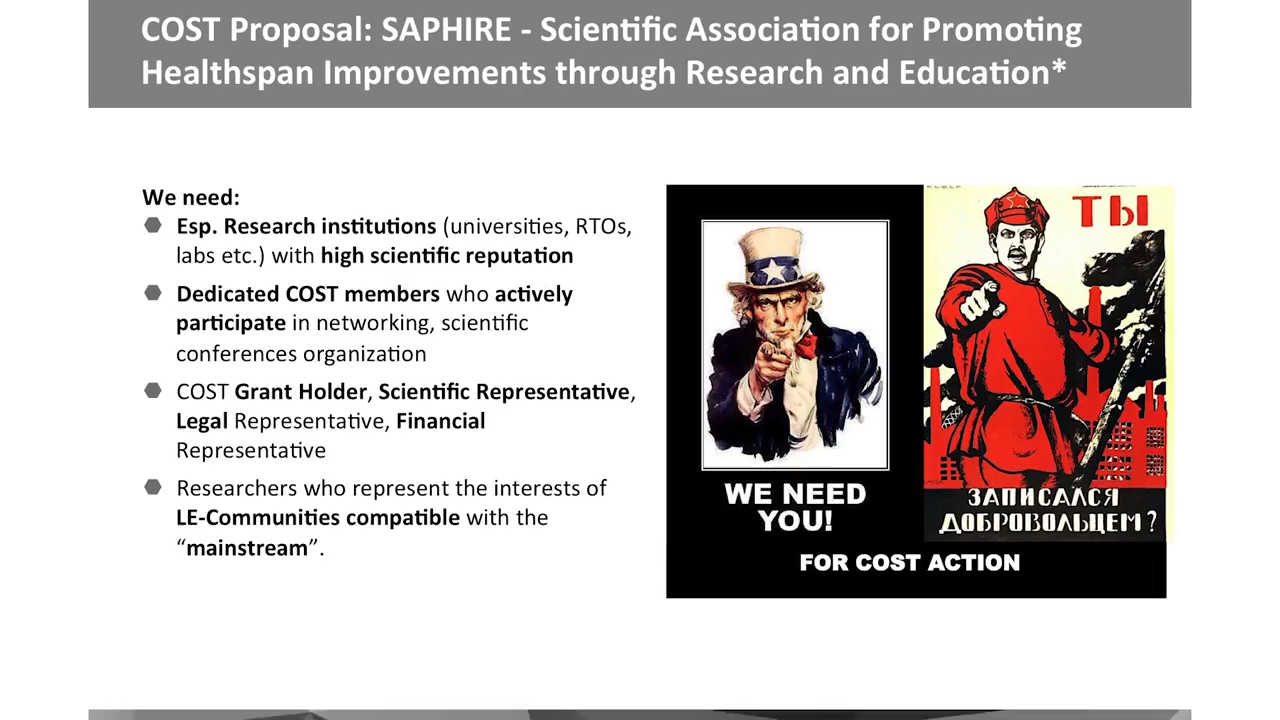 COST Proposal: SAPHIRE - Scientific Association for Promoting
Healthspan Improvements through Research and Education*
We need:
Esp. Research institutions (universities, RTOs,
labs etc.) with high scientific reputation
Dedicated COST members who actively
participate in networking, scientific
conferences organization
COST Grant Holder, Scientific Representative,
Legal Representative, Financial
Representative
Researchers who represent the interests of
LE-Communities compatible with the
“mainstream”.
WE NEED
YOU!
ТЫ
ЗАПИСАЛСЯ
ДОБРОВОЛЬЦЕМ?
FOR COST ACTION